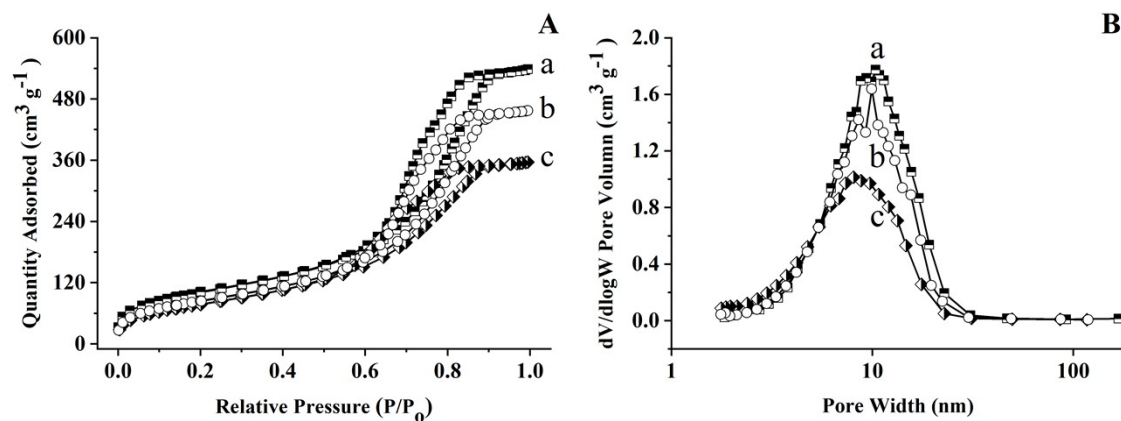 A
Quantity Adsorbed (cm³ g⁻¹)
600
480
360
240
120
0
a
b
c
0.0 0.2 0.4 0.6 0.8 1.0
Relative Pressure (P/P₀)
B
dV/dlogW Pore Volumn (cm³ g⁻¹)
2.0
1.6
1.2
0.8
0.4
0.0
a
b
c
1 10 100
Pore Width (nm)